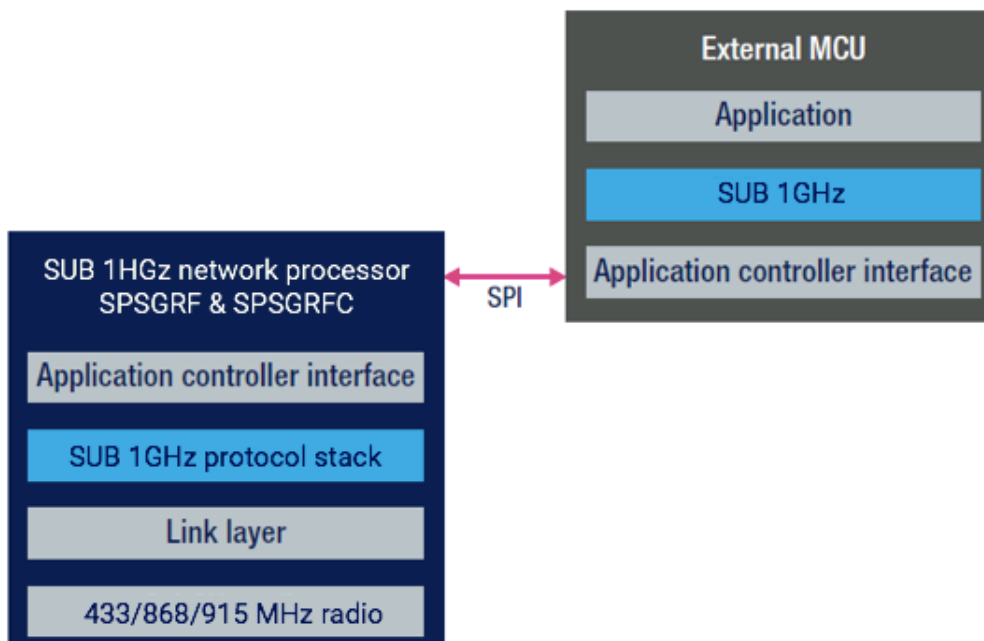 External MCU
Application
SUB 1GHz
Application controller interface
SPI
SUB 1HGz network processor
SPSGRF & SPSGRFC
Application controller interface
SUB 1GHz protocol stack
Link layer
433/868/915 MHz radio